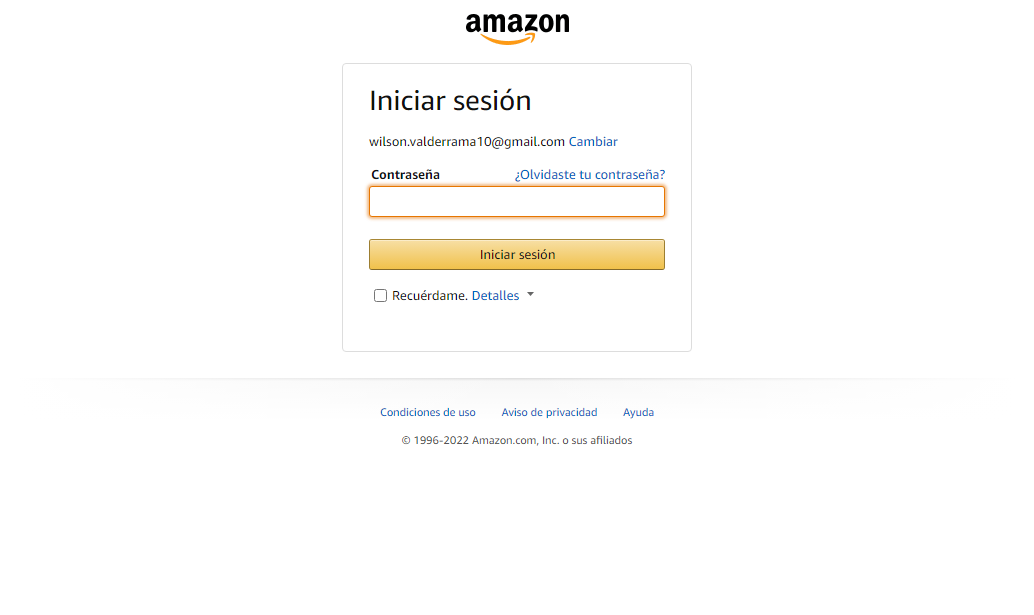 amazon
Iniciar sesión
wilson.valderrama10@gmail.com Cambiar
Contraseña ¿Olvidaste tu contraseña?
Iniciar sesión
Recuérdame. Detalles
Condiciones de uso Aviso de privacidad Ayuda
© 1996-2022 Amazon.com, Inc. o sus afiliados